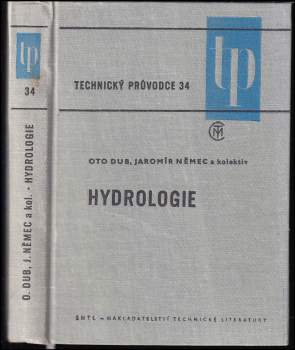 tp
34
O. DUB, J. NĚMEC a kol. - HYDROLOGIE
TECHNICKÝ PRŮVODCE 34
tp
OTO DUB, JAROMÍR NĚMEC a kolektiv
HYDROLOGIE
SNTL – NAKLADATELSTVÍ TECHNICKÉ LITERATURY